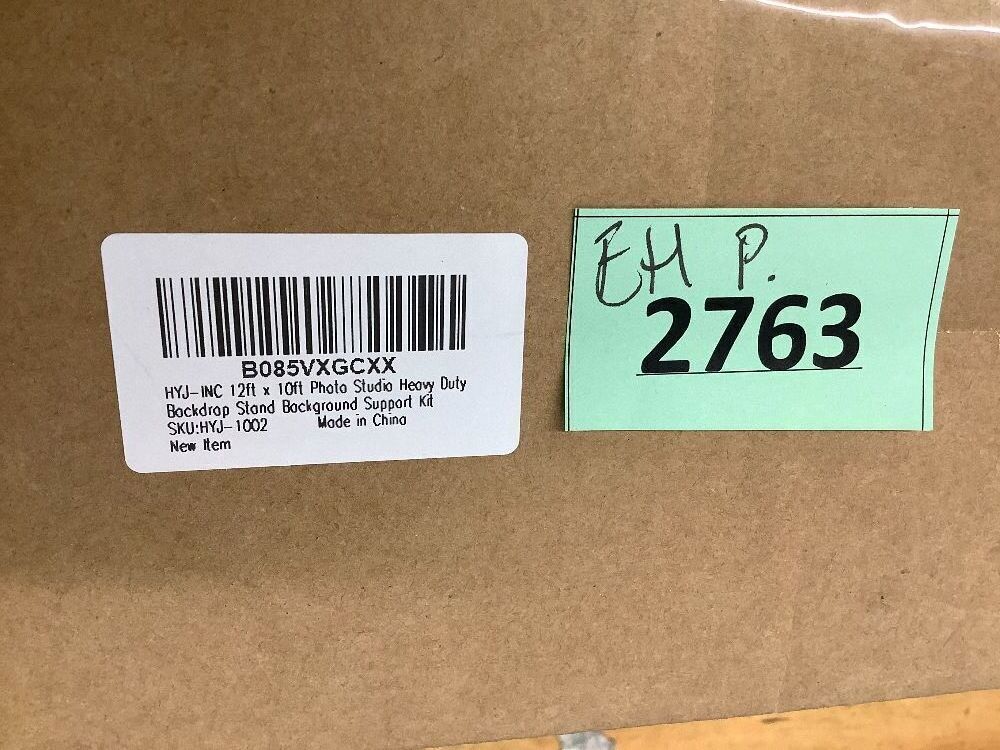 B085VXGCXX
HYJ-INC 12ft x 10ft Photo Studio Heavy Duty
Backdrop Stand Background Support Kit
SKU:HYJ-1002 Made in China
New Item
EH P.
2763